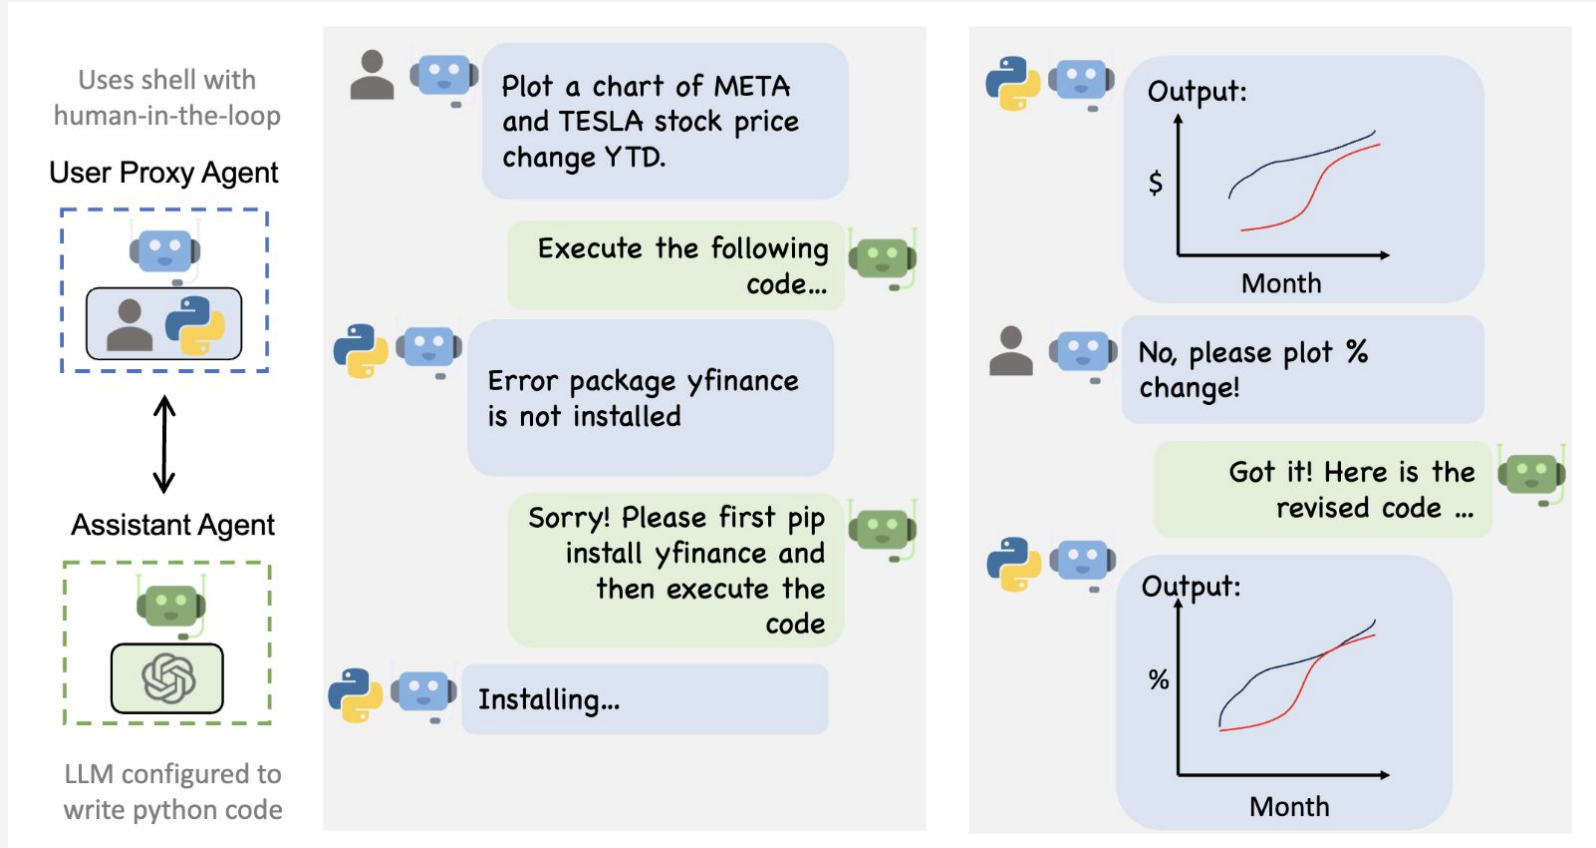 Uses shell with
human-in-the-loop
User Proxy Agent
Assistant Agent
LLM configured to
write python code
Plot a chart of META
and TESLA stock price
change YTD.
Execute the following
code...
Error package yfinance
is not installed
Sorry! Please first pip
install yfinance and
then execute the
code
Installing...
Output:
$
Month
No, please plot %
change!
Got it! Here is the
revised code ...
Output:
%
Month